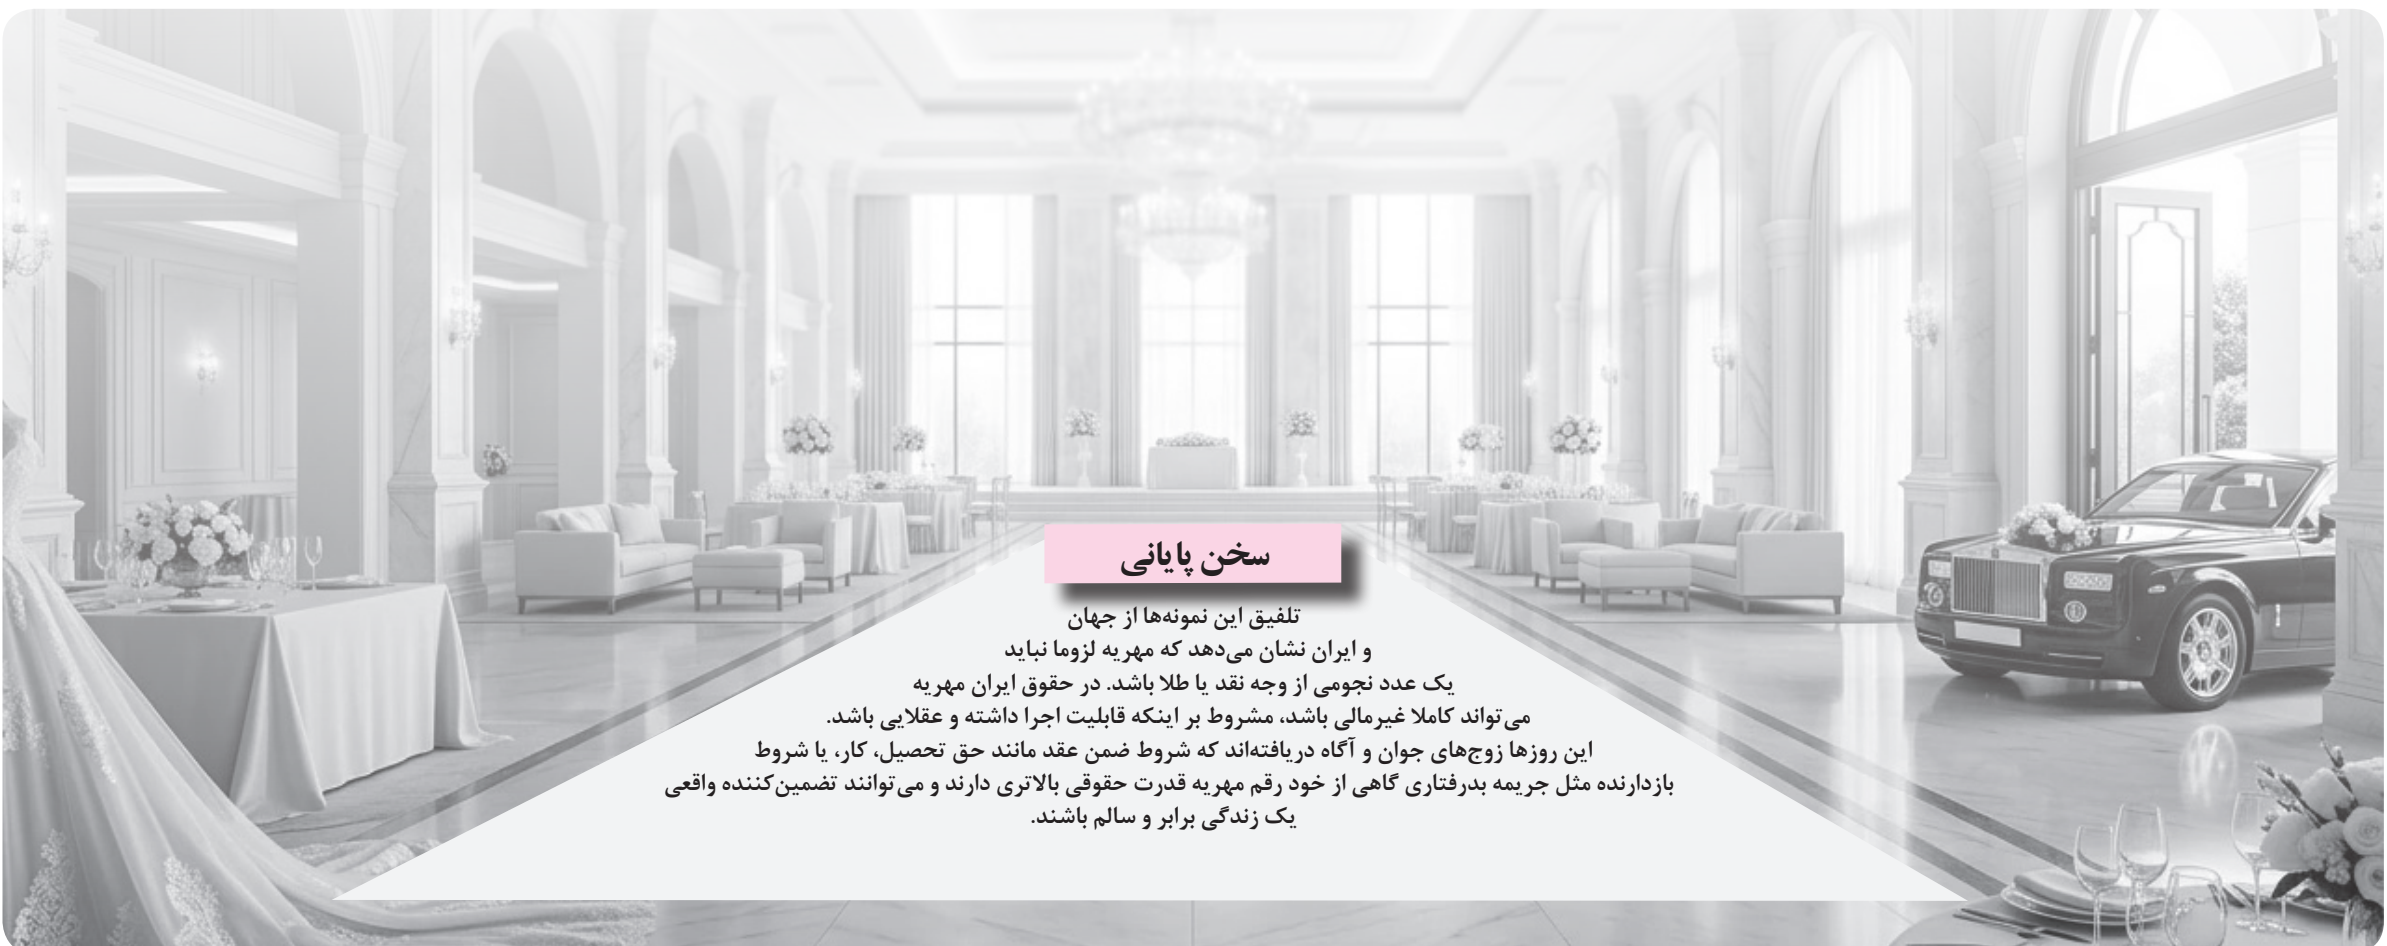 سخن پایانی
تلفیق این نمونه‌ها از جهان
و ایران نشان می‌دهد که مهریه لزوما نباید
یک عدد نجومی از وجه نقد یا طلا باشد. در حقوق ایران مهریه
می‌تواند کاملا غیرمالی باشد، مشروط بر اینکه قابلیت اجرا داشته و عقلایی باشد.
این روزها زوج‌های جوان و آگاه دریافته‌اند که شروط ضمن عقد مانند حق تحصیل، کار، یا شروط
بازدارنده مثل جریمه بدرفتاری گاهی از خود رقم مهریه قدرت حقوقی بالاتری دارند و می‌توانند تضمین‌کننده واقعی
یک زندگی برابر و سالم باشند.